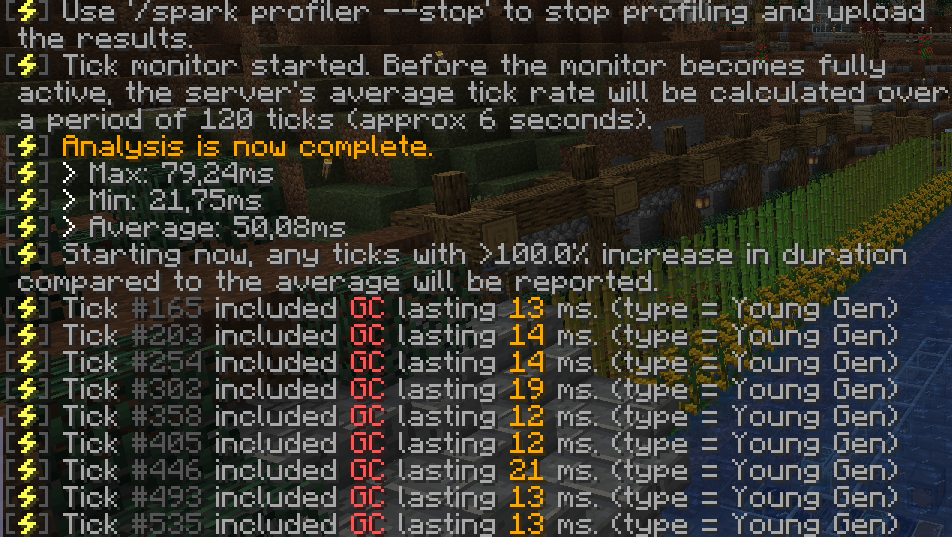 [⚡] Use '/spark profiler --stop' to stop profiling and upload
the results.
[⚡] Tick monitor started. Before the monitor becomes fully
active, the server's average tick rate will be calculated over
a period of 120 ticks (approx 6 seconds).
[⚡] Analysis is now complete.
[⚡] > Max: 79,24ms
[⚡] > Min: 21,75ms
[⚡] > Average: 50,08ms
[⚡] Starting now, any ticks with >100.0% increase in duration
compared to the average will be reported.
[⚡] Tick #165 included GC lasting 13 ms. (type = Young Gen)
[⚡] Tick #203 included GC lasting 14 ms. (type = Young Gen)
[⚡] Tick #254 included GC lasting 14 ms. (type = Young Gen)
[⚡] Tick #302 included GC lasting 19 ms. (type = Young Gen)
[⚡] Tick #358 included GC lasting 12 ms. (type = Young Gen)
[⚡] Tick #405 included GC lasting 12 ms. (type = Young Gen)
[⚡] Tick #446 included GC lasting 21 ms. (type = Young Gen)
[⚡] Tick #493 included GC lasting 13 ms. (type = Young Gen)
[⚡] Tick #535 included GC lasting 13 ms. (type = Young Gen)